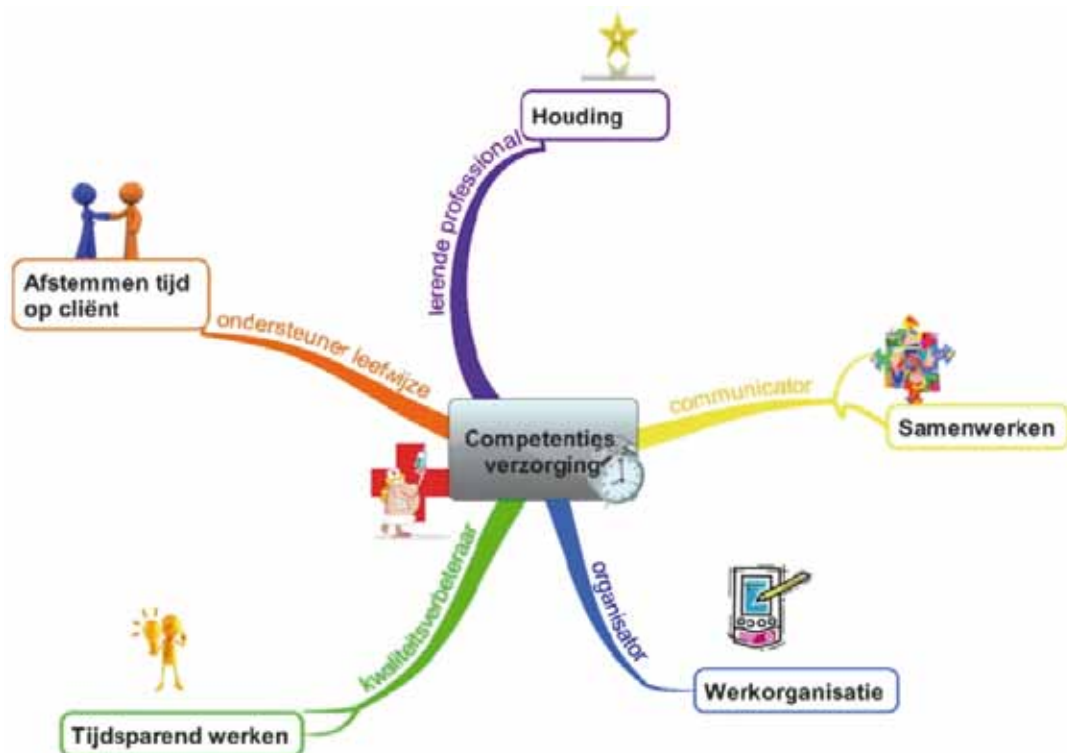 Houding
lerende professional
Afstemmen tijd
op cliënt
ondersteuner leefwijze
communicator
Samenwerken
Competenties
verzorging
kwaliteitsverbeteraar
organisator
Werkorganisatie
Tijdsparend werken